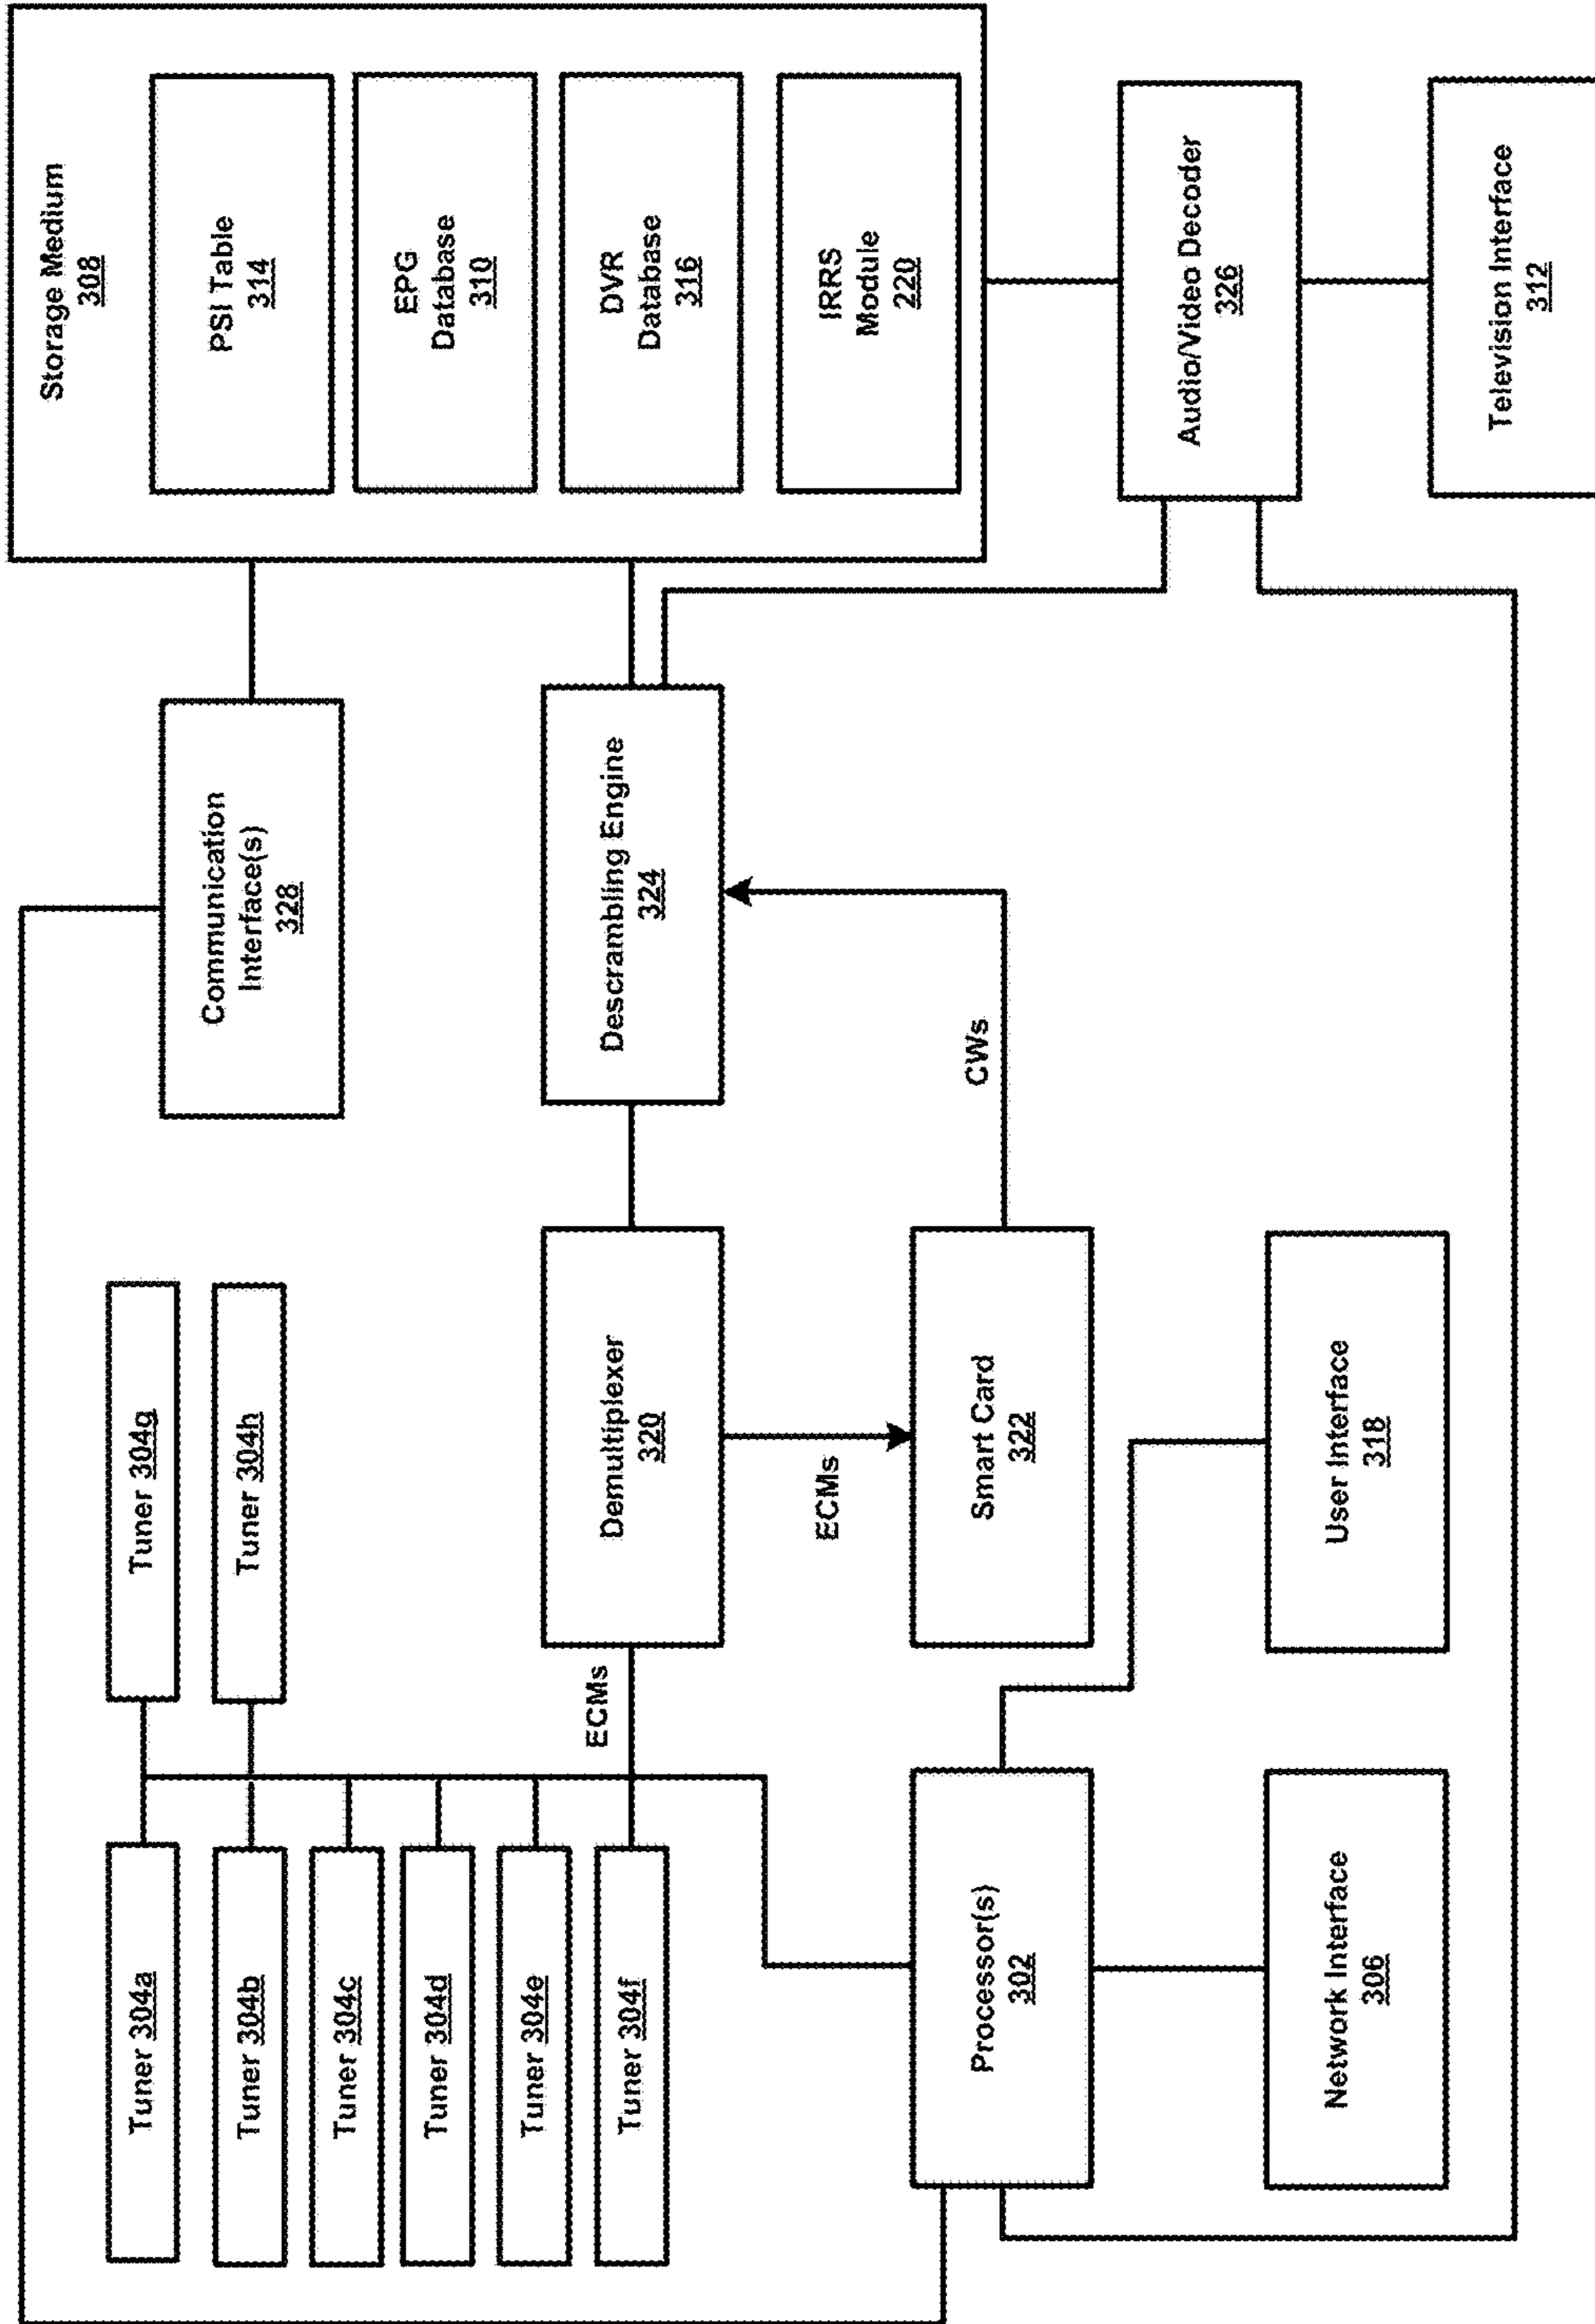 Tuner 304a
Tuner 304b
Tuner 304c
Tuner 304d
Tuner 304e
Tuner 304f
Tuner 304g
Tuner 304h
Communication
Interface(s)
328
Storage Medium
308
PSI Table
314
EPG
Database
310
DVR
Database
316
IRRS
Module
220
ECMs
Demultiplexer
320
Descrambling Engine
324
ECMs
CWs
Processor(s)
302
Smart Card
322
Audio/Video Decoder
326
Network Interface
306
User Interface
318
Television Interface
312